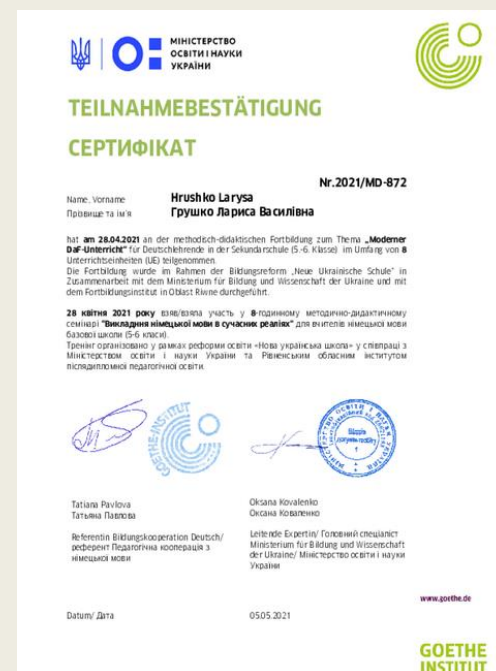 МІНІСТЕРСТВО
ОСВІТИ І НАУКИ
УКРАЇНИ
TEILNAHMEBESTÄTIGUNG
СЕРТИФІКАТ
Nr.2021/MD-872
Name, Vorname Hrushko Larysa
Прізвище та ім'я Грушко Лариса Василівна
hat am 28.04.2021 an der methodisch-didaktischen Fortbildung zum Thema „Moderner
DaF-Unterricht" für Deutschlehrende in der Sekundarschule (5.-6. Klasse) im Umfang von 8
Unterrichtseinheiten (UE) teilgenommen.
Die Fortbildung wurde im Rahmen der Bildungsreform „Neue Ukrainische Schule" in
Zusammenarbeit mit dem Ministerium für Bildung und Wissenschaft der Ukraine und mit
dem Fortbildungsinstitut in Oblast Riwne durchgeführt.
28 квітня 2021 року взяв/взяла участь у 8-годинному методично-дидактичному
семінарі "Викладння німецької мови в сучасних реаліях" для вчителів німецької мови
базової школи (5-6 класи).
Тренінг організовано у рамках реформи освіти «Нова українська школа» у співпраці з
Міністерством освіти і науки України та Рівненським обласним інститутом
післядипломної педагогічної освіти.
GOETHE-INSTITUT
Tatiana Pavlova
Татьяна Павлова
Referentin Bildungskooperation Deutsch/
референт Педагогічна кооперація з
німецької мови
Oksana Kovalenko
Оксана Коваленко
Leitende Expertin/ Головний спеціаліст
Ministerium für Bildung und Wissenschaft
der Ukraine/ Міністерство освіти і науки
України
www.goethe.de
Datum/ Дата 05.05.2021
GOETHE
INSTITUT